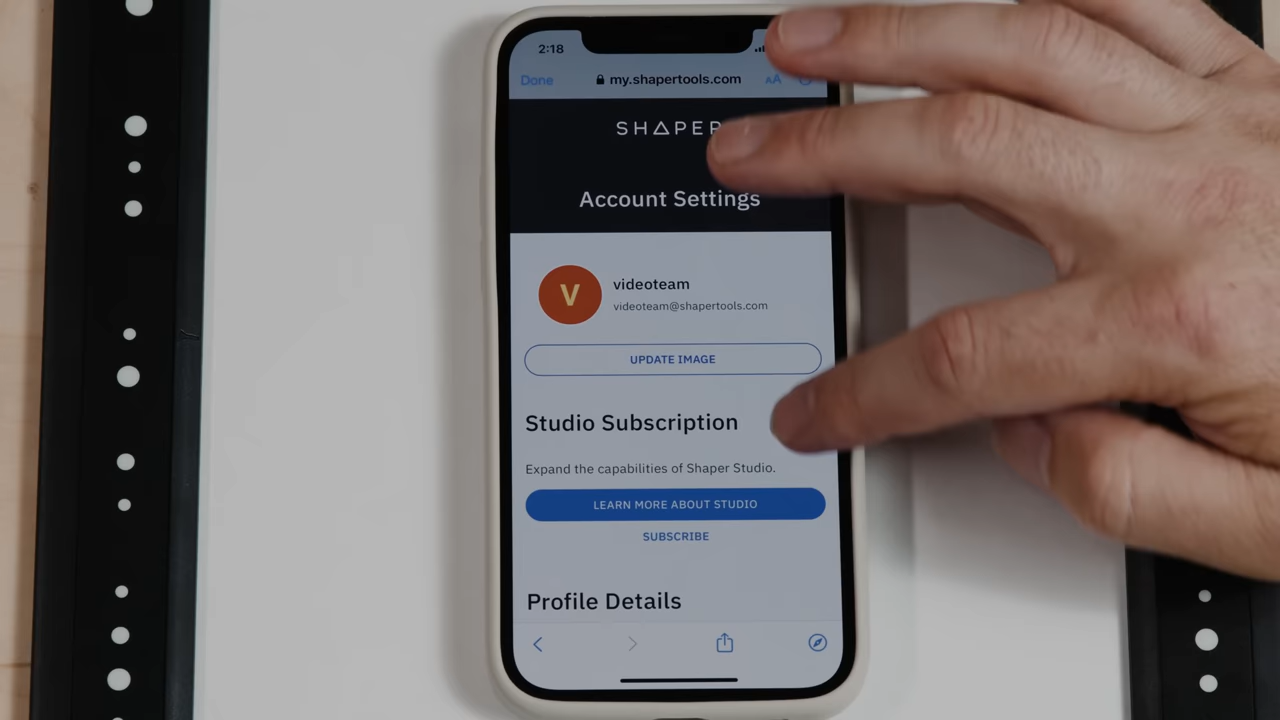 2:18
Done
my.shapertools.com
AA
SHAPER
Account Settings
V
videoteam
videoteam@shapertools.com
UPDATE IMAGE
Studio Subscription
Expand the capabilities of Shaper Studio.
LEARN MORE ABOUT STUDIO
SUBSCRIBE
Profile Details